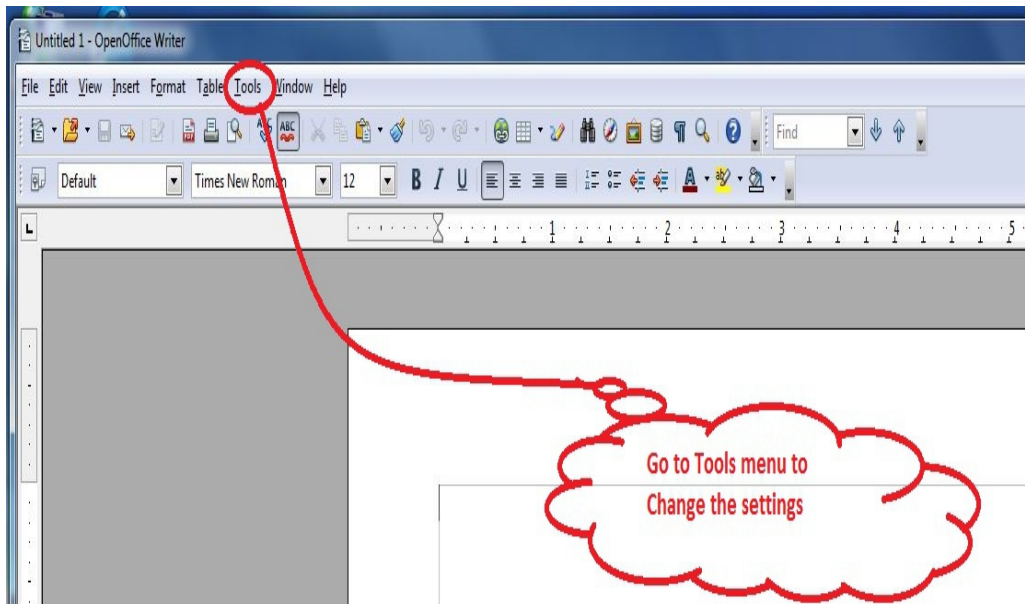 Untitled 1 - OpenOffice Writer
File Edit View Insert Format Table Tools Window Help
ABC Find
Default Times New Roman 12 B I U A
1 2 3 4 5
Go to Tools menu to
Change the settings